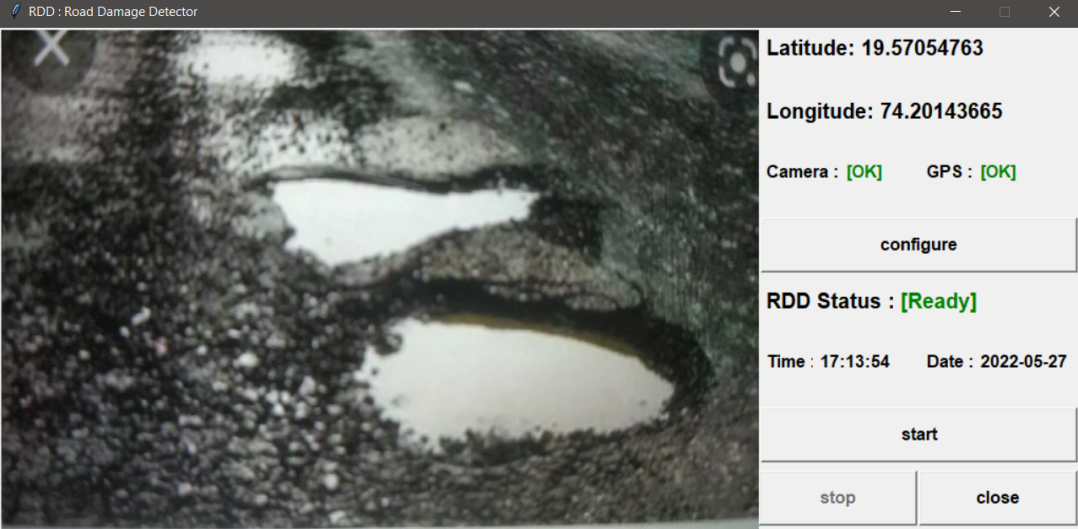 RDD : Road Damage Detector
Latitude: 19.57054763
Longitude: 74.20143665
Camera : [OK] GPS : [OK]
configure
RDD Status : [Ready]
Time : 17:13:54 Date : 2022-05-27
start
stop close